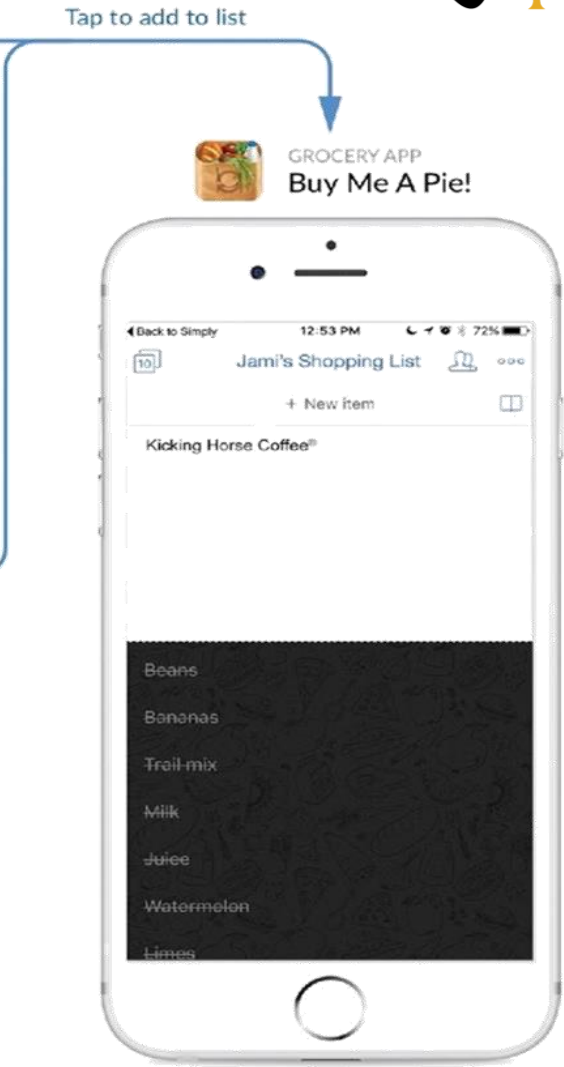 Tap to add to list
GROCERY APP
Buy Me A Pie!
Back to Simply 12:53 PM 72%
10 Jami's Shopping List
+ New item
Kicking Horse Coffee®
Beans
Bananas
Trail mix
Milk
Juice
Watermelon
Limes